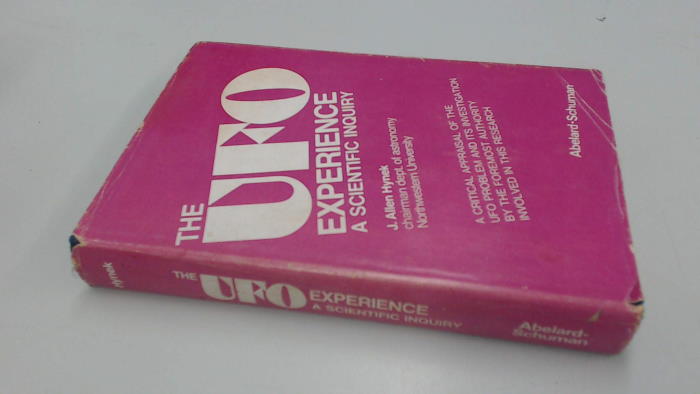 THE
UFO
EXPERIENCE
A SCIENTIFIC INQUIRY
J. Allen Hynek
chairman dept. of astronomy
Northwestern University
A CRITICAL APPRAISAL OF THE
UFO PROBLEM AND ITS INVESTIGATION
BY THE FOREMOST AUTHORITY
INVOLVED IN THIS RESEARCH
Abelard-Schuman
Hynek
THE UFO EXPERIENCE
A SCIENTIFIC INQUIRY
Abelard-
Schuman